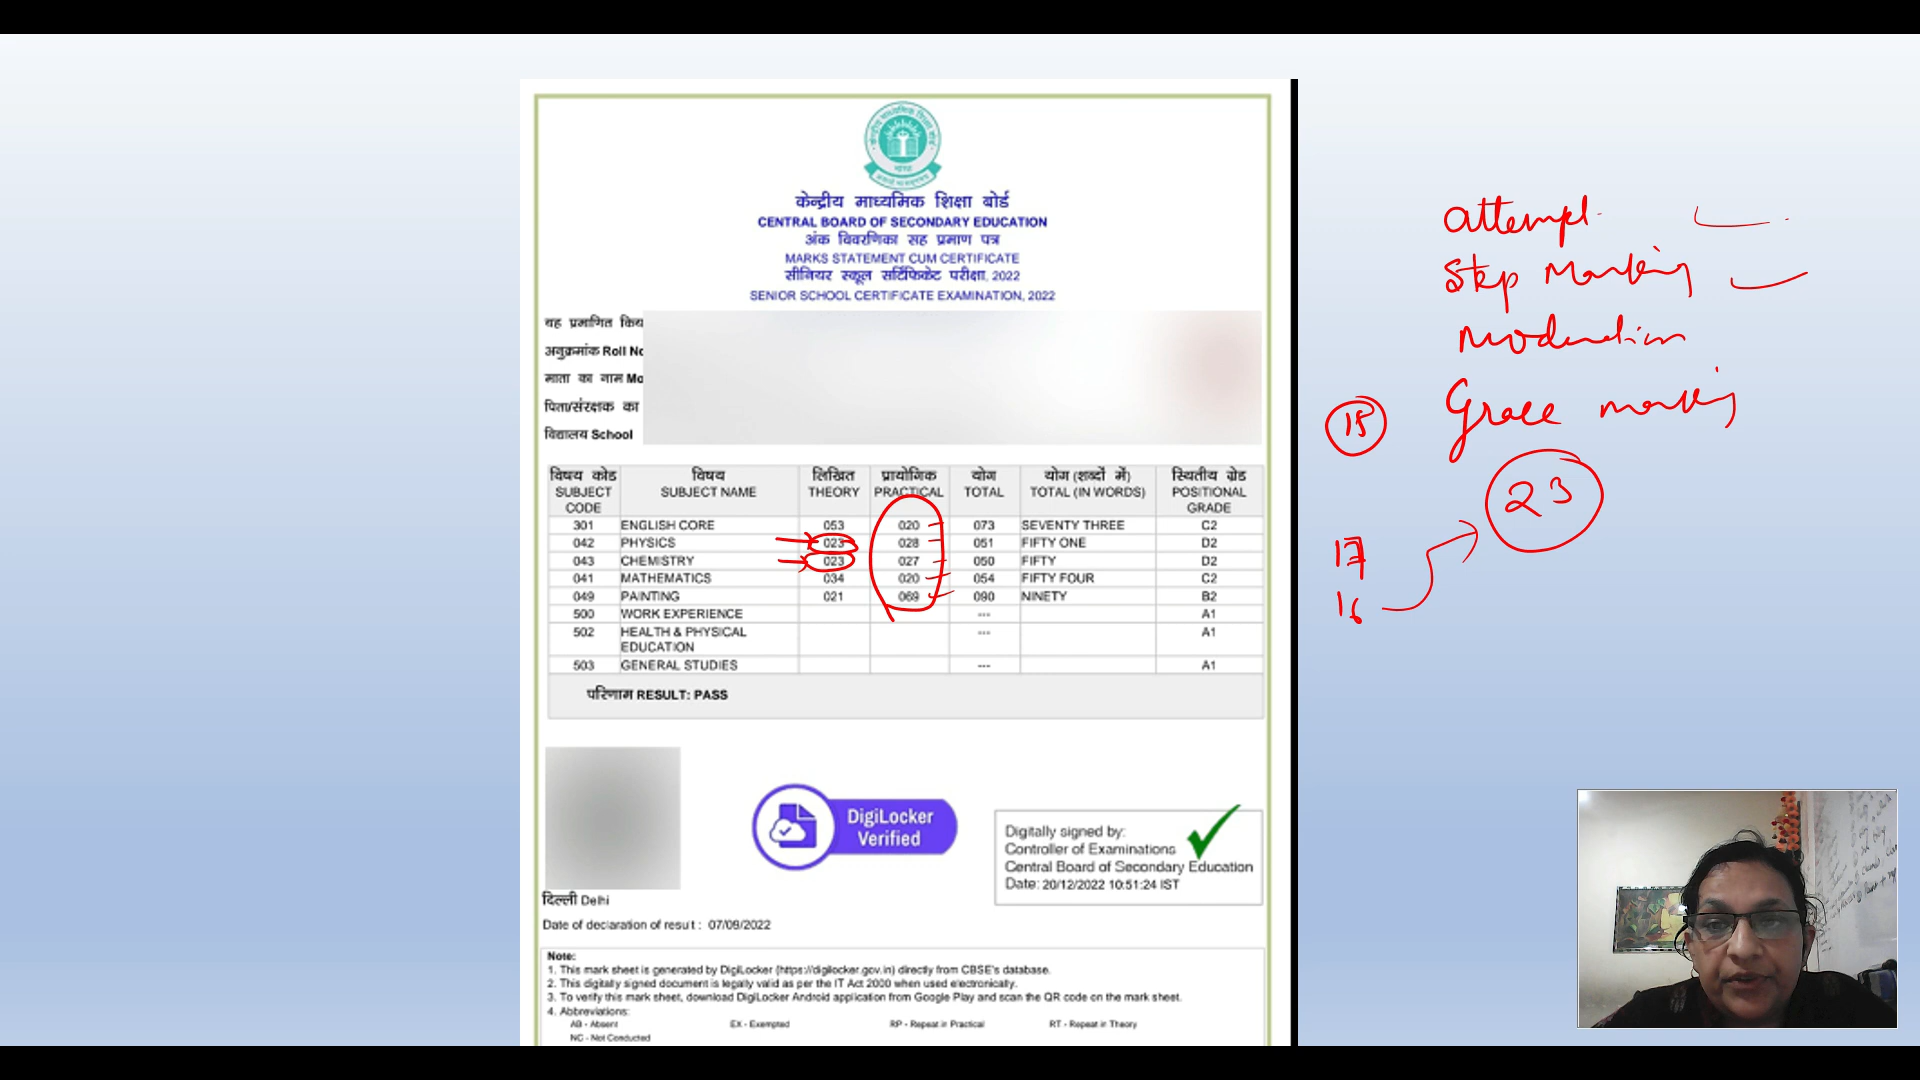 केन्द्रीय माध्यमिक शिक्षा बोर्ड
CENTRAL BOARD OF SECONDARY EDUCATION
अंक विवरणिका सह प्रमाण पत्र
MARKS STATEMENT CUM CERTIFICATE
सीनियर स्कूल सर्टिफिकेट परीक्षा, 2022
SENIOR SCHOOL CERTIFICATE EXAMINATION, 2022
यह प्रमाणित किय
अनुक्रमांक Roll No
माता का नाम Mo
पिता/संरक्षक का
विद्यालय School
विषय कोड विषय लिखित प्रायोगिक योग योग (शब्दों में) स्थितीय ग्रेड
SUBJECT CODE SUBJECT NAME THEORY PRACTICAL TOTAL TOTAL (IN WORDS) POSITIONAL GRADE
301 ENGLISH CORE 053 020 073 SEVENTY THREE C2
042 PHYSICS 023 028 051 FIFTY ONE D2
043 CHEMISTRY 023 027 050 FIFTY D2
041 MATHEMATICS 034 020 054 FIFTY FOUR C2
049 PAINTING 021 069 090 NINETY B2
500 WORK EXPERIENCE --- A1
502 HEALTH & PHYSICAL EDUCATION --- A1
503 GENERAL STUDIES --- A1
परिणाम RESULT: PASS
DigiLocker
Verified
Digitally signed by:
Controller of Examinations
Central Board of Secondary Education
Date: 20/12/2022 10:51:24 IST
दिल्ली Delhi
Date of declaration of result : 07/09/2022
Note:
1. This mark sheet is generated by DigiLocker (https://digilocker.gov.in) directly from CBSE's database.
2. This digitally signed document is legally valid as per the IT Act 2000 when used electronically.
3. To verify this mark sheet, download DigiLocker Android application from Google Play and scan the QR code on the mark sheet.
4. Abbreviations:
AB - Absent EX - Exempted RP - Repeat in Practical RT - Repeat in Theory
NC - Not Conducted
attempt
Step Marking
Moderation
Grace marking
15
23
17
16